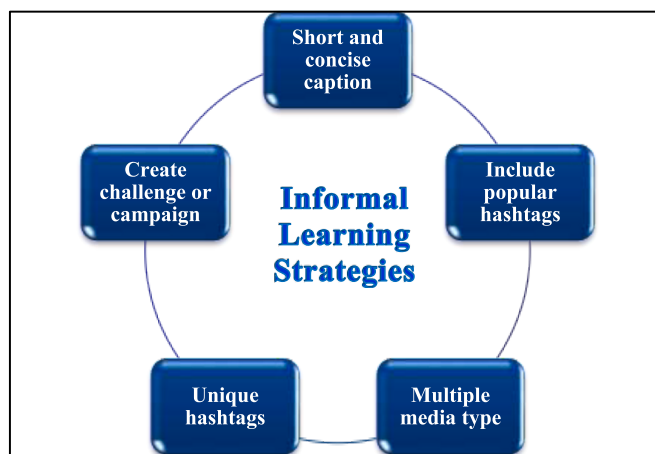 Short and
concise
caption
Include
popular
hashtags
Multiple
media type
Unique
hashtags
Create
challenge or
campaign
Informal
Learning
Strategies